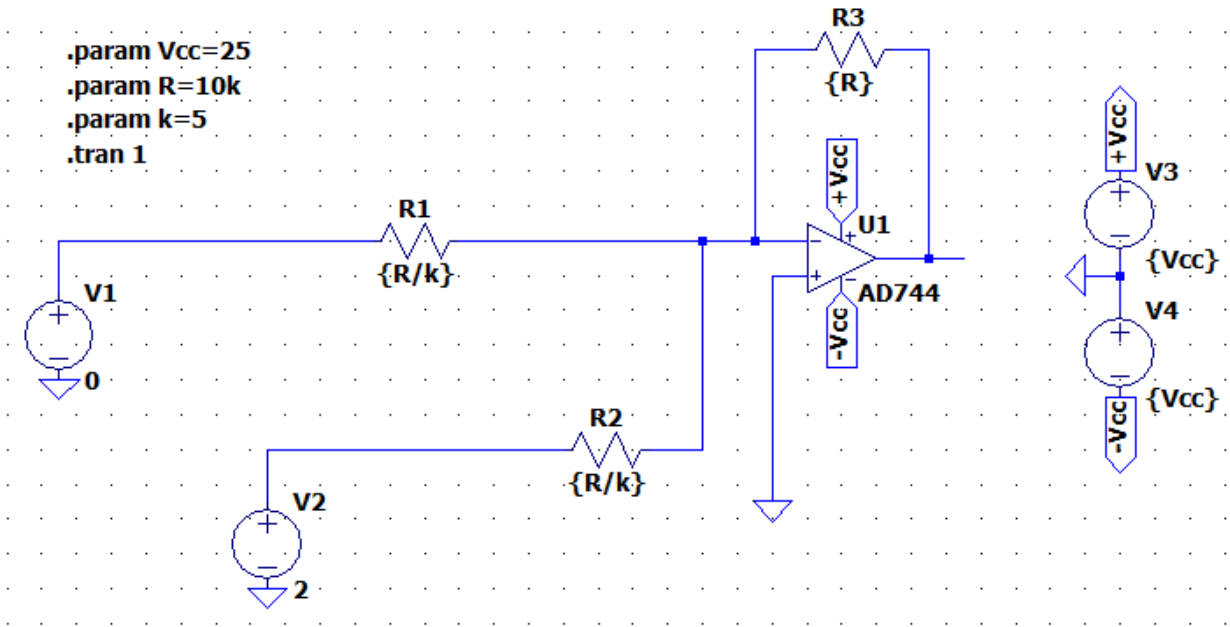 .param Vcc=25
.param R=10k
.param k=5
.tran 1
R3
{R}
+Vcc
U1
AD744
-Vcc
R1
{R/k}
V1
0
R2
{R/k}
V2
2
+Vcc
V3
{Vcc}
V4
{Vcc}
-Vcc